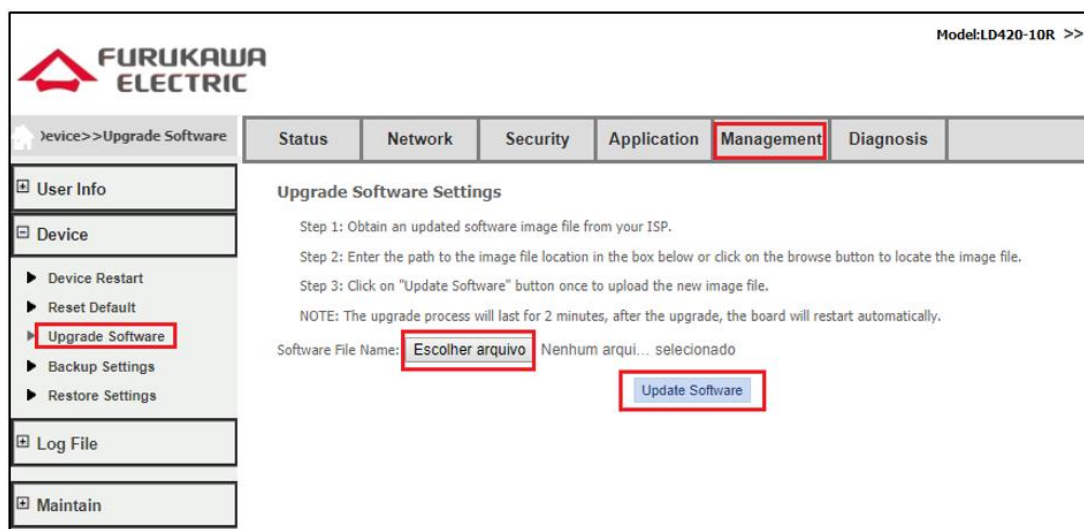 Model:LD420-10R >>
FURUKAWA
ELECTRIC
evice>>Upgrade Software
Status Network Security Application Management Diagnosis
User Info
Device
Device Restart
Reset Default
Upgrade Software
Backup Settings
Restore Settings
Log File
Maintain
Upgrade Software Settings
Step 1: Obtain an updated software image file from your ISP.
Step 2: Enter the path to the image file location in the box below or click on the browse button to locate the image file.
Step 3: Click on "Update Software" button once to upload the new image file.
NOTE: The upgrade process will last for 2 minutes, after the upgrade, the board will restart automatically.
Software File Name: Escolher arquivo Nenhum arqui... selecionado
Update Software